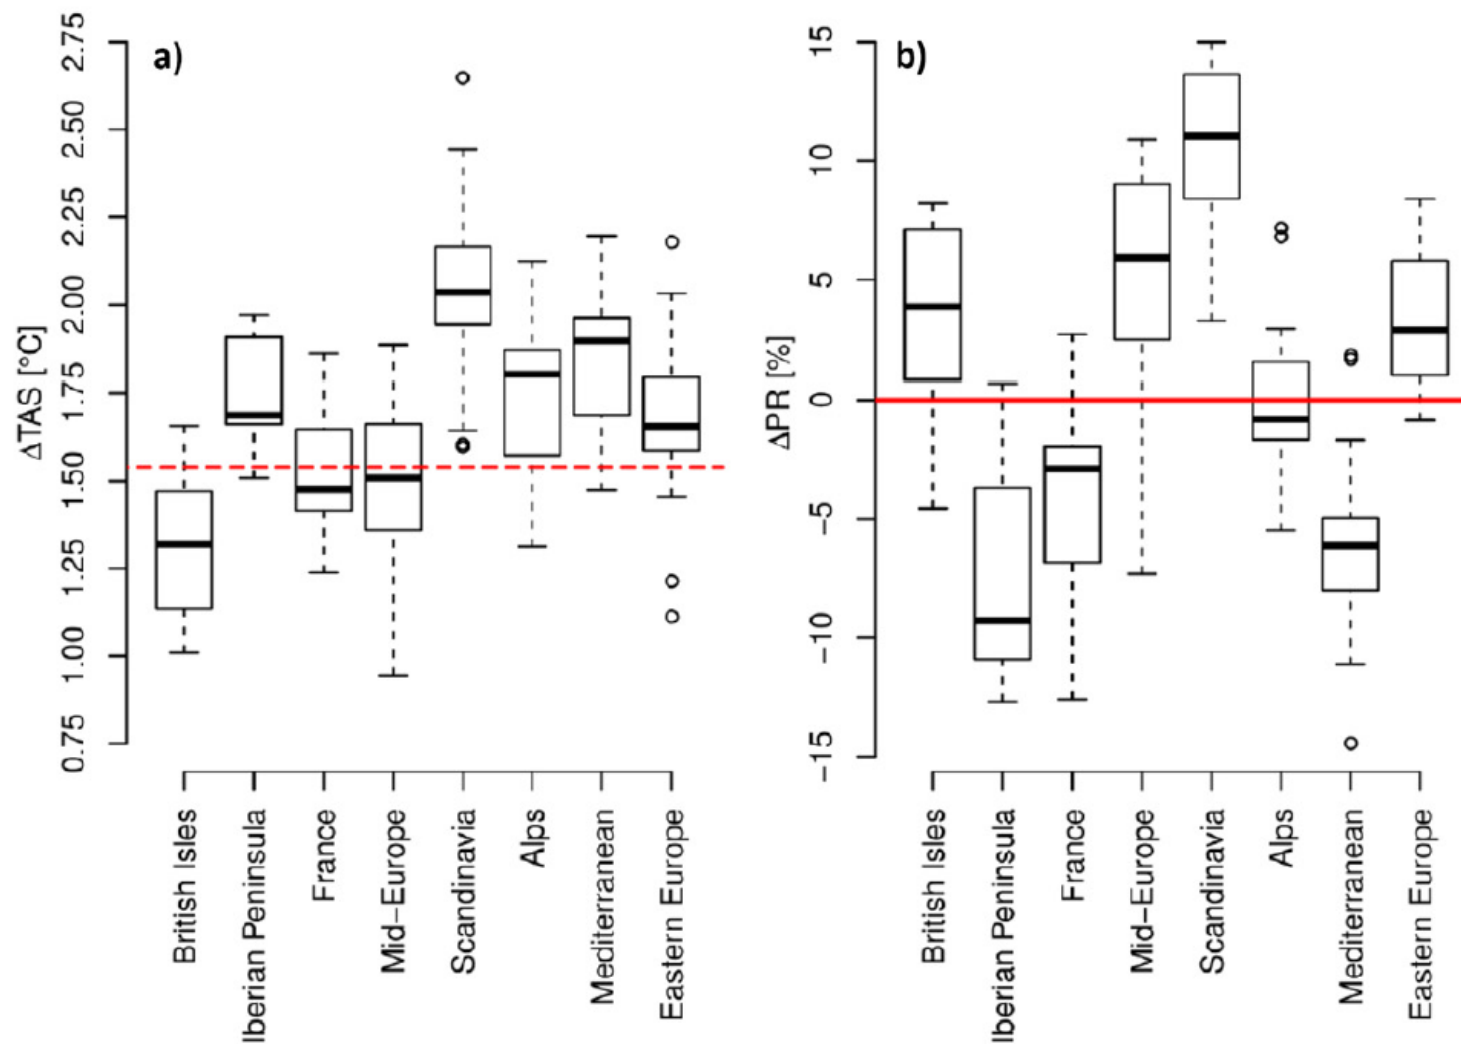 a)
ΔTAS [°C]
2.75
2.50
2.25
2.00
1.75
1.50
1.25
1.00
0.75
British Isles
Iberian Peninsula
France
Mid−Europe
Scandinavia
Alps
Mediterranean
Eastern Europe
b)
ΔPR [%]
15
10
5
0
−5
−10
−15
British Isles
Iberian Peninsula
France
Mid−Europe
Scandinavia
Alps
Mediterranean
Eastern Europe